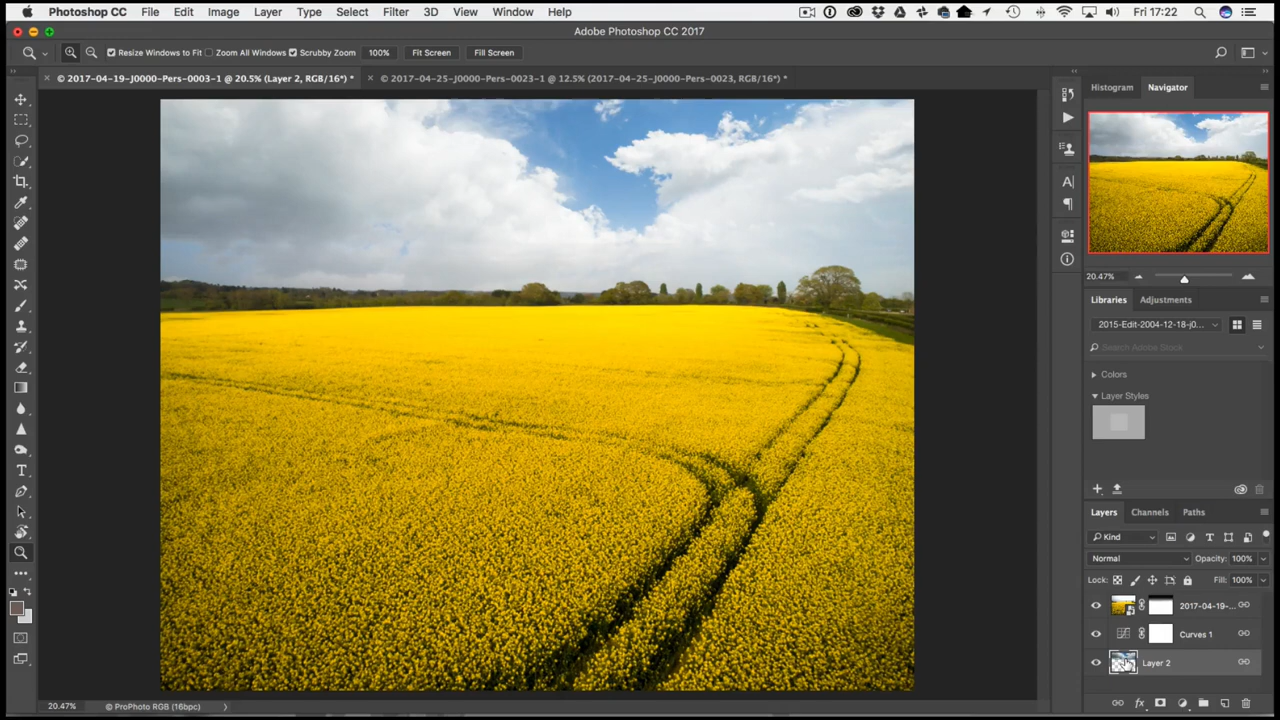 Photoshop CC File Edit Image Layer Type Select Filter 3D View Window Help Fri 17:22
Adobe Photoshop CC 2017
Resize Windows to Fit Zoom All Windows Scrubby Zoom 100% Fit Screen Fill Screen
© 2017-04-19-J0000-Pers-0003-1 @ 20.5% (Layer 2, RGB/16*) * © 2017-04-25-J0000-Pers-0023-1 @ 12.5% (2017-04-25-J0000-Pers-0023, RGB/16*) *
Histogram Navigator
20.47%
Libraries Adjustments
2015-Edit-2004-12-18-j0...
Search Adobe Stock
Colors
Layer Styles
Layers Channels Paths
Kind
Normal Opacity: 100%
Lock: Fill: 100%
2017-04-19-...
Curves 1
Layer 2
20.47% ProPhoto RGB (16bpc)